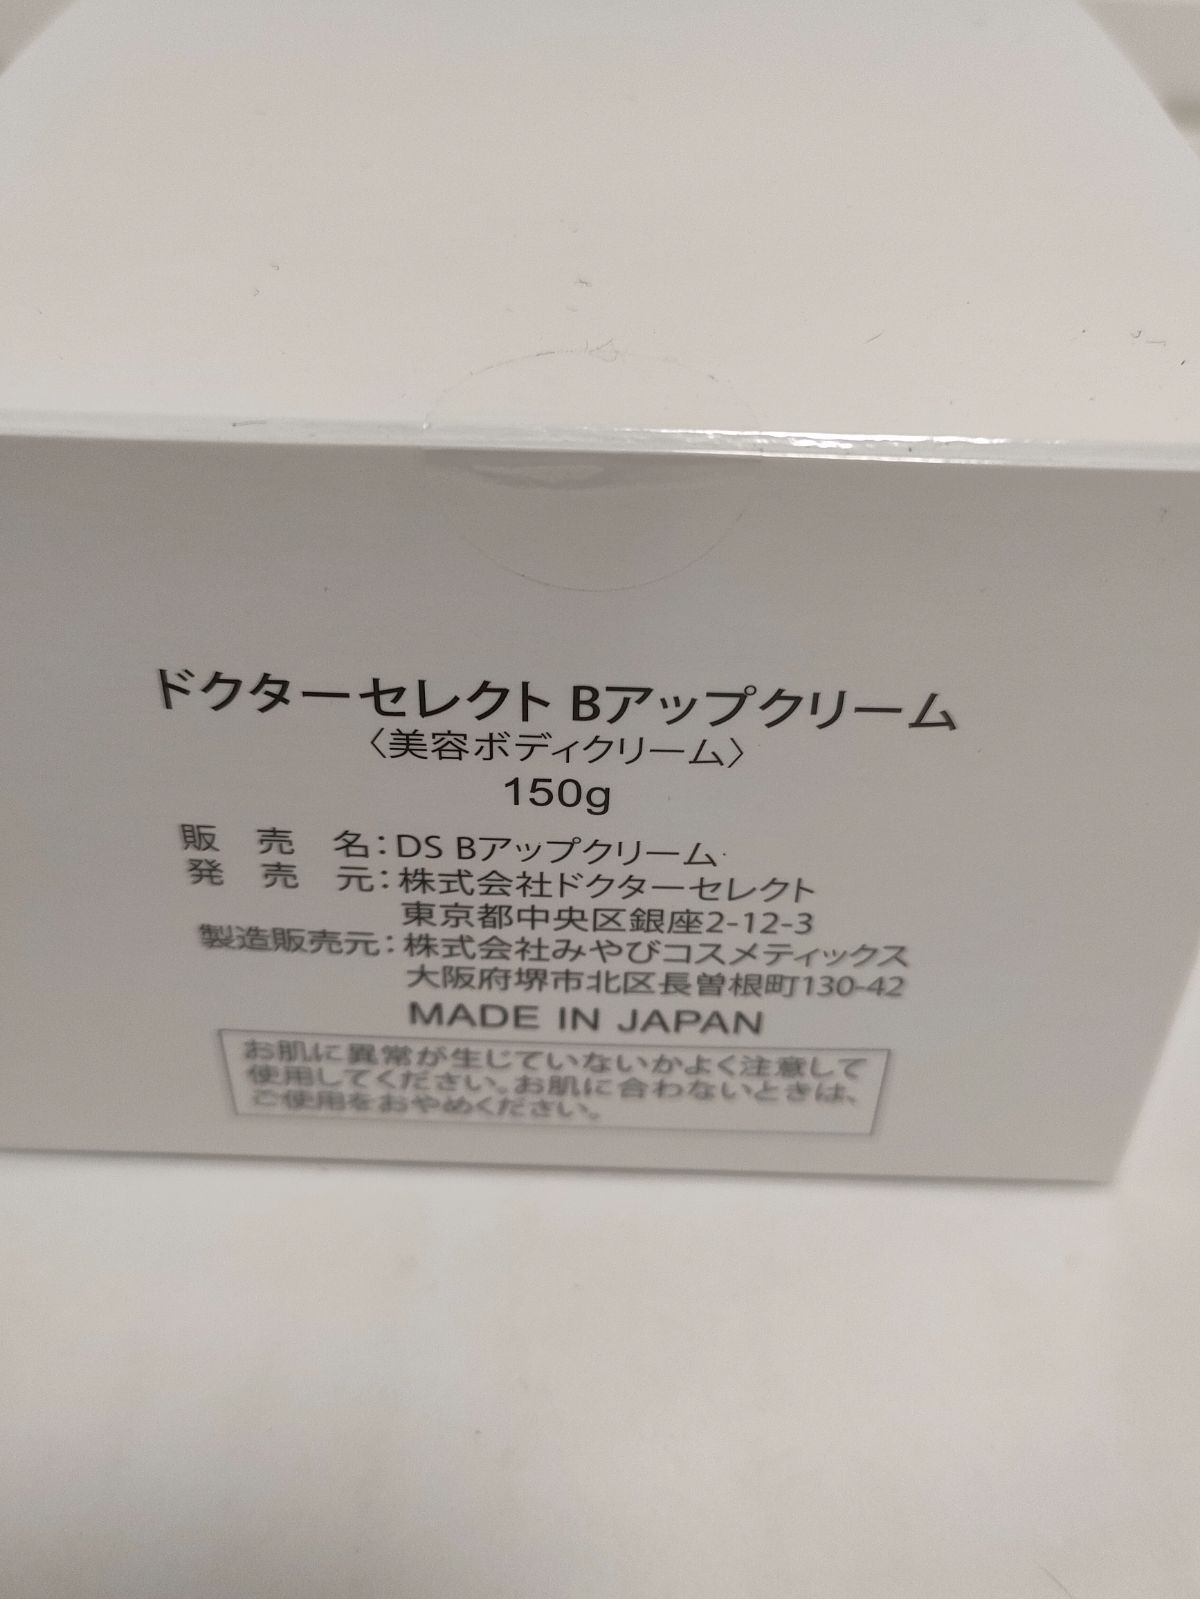 ドクターセレクト Bアップクリーム
〈美容ボディクリーム〉
150g
販 売 名：DS Bアップクリーム
発 売 元：株式会社ドクターセレクト
東京都中央区銀座2-12-3
製造販売元：株式会社みやびコスメティックス
大阪府堺市北区長曽根町130-42
MADE IN JAPAN
お肌に異常が生じていないかよく注意して
使用してください。お肌に合わないときは、
ご使用をおやめください。